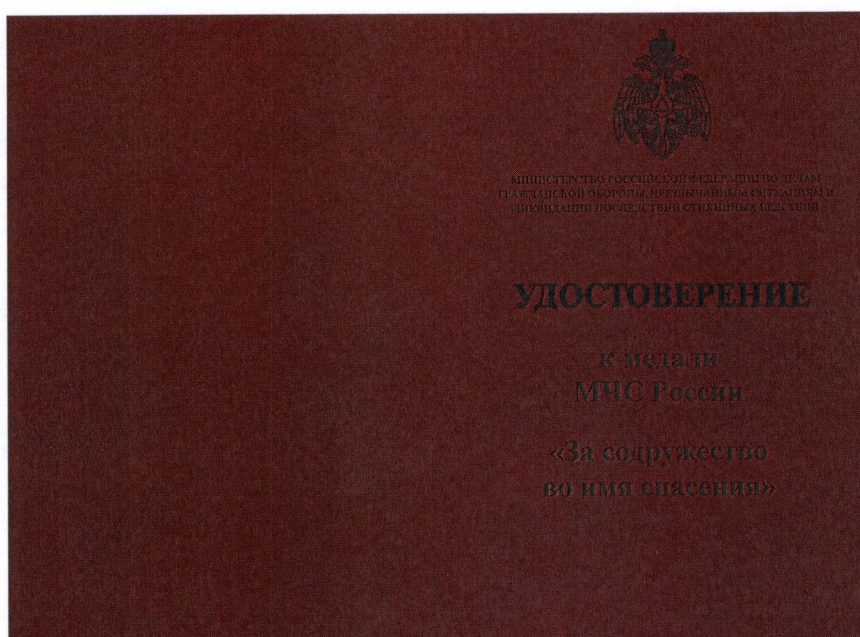 МИНИСТЕРСТВО РОССИЙСКОЙ ФЕДЕРАЦИИ ПО ДЕЛАМ
ГРАЖДАНСКОЙ ОБОРОНЫ, ЧРЕЗВЫЧАЙНЫМ СИТУАЦИЯМ И
ЛИКВИДАЦИИ ПОСЛЕДСТВИЙ СТИХИЙНЫХ БЕДСТВИЙ
УДОСТОВЕРЕНИЕ
к медали
МЧС России
«За содружество
во имя спасения»